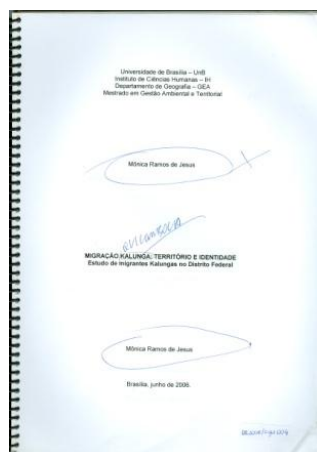 Universidade de Brasília – UnB
Instituto de Ciências Humanas – IH
Departamento de Geografia – GEA
Mestrado em Gestão Ambiental e Territorial
Mônica Ramos de Jesus
MIGRAÇÃO KALUNGA: TERRITÓRIO E IDENTIDADE
Estudo de migrantes Kalungas no Distrito Federal
Mônica Ramos de Jesus
Brasília, junho de 2006.